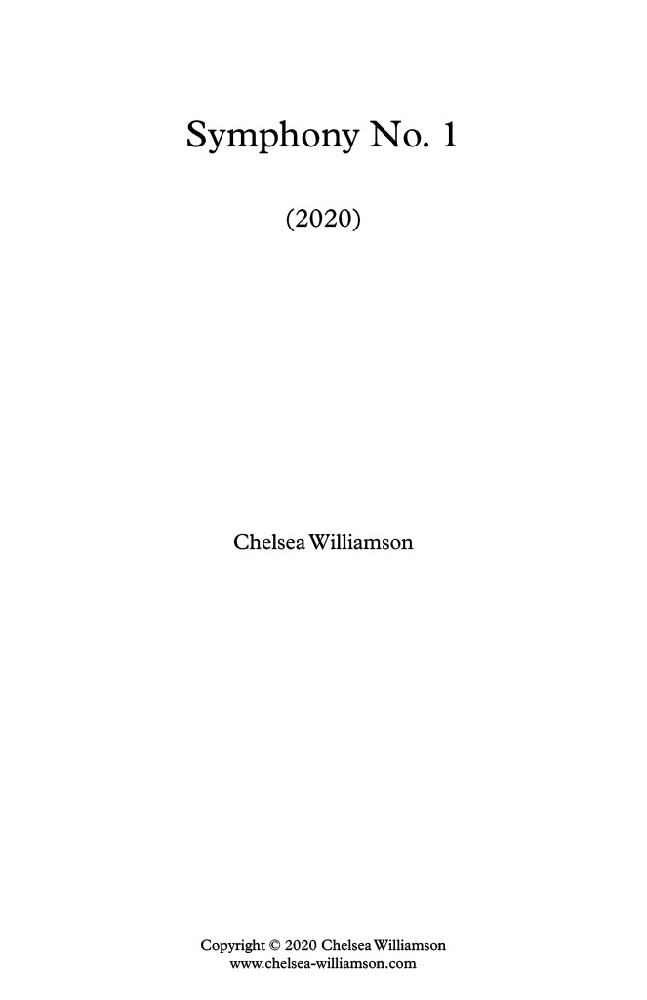 Symphony No. 1
(2020)
Chelsea Williamson
Copyright © 2020 Chelsea Williamson
www.chelsea-williamson.com